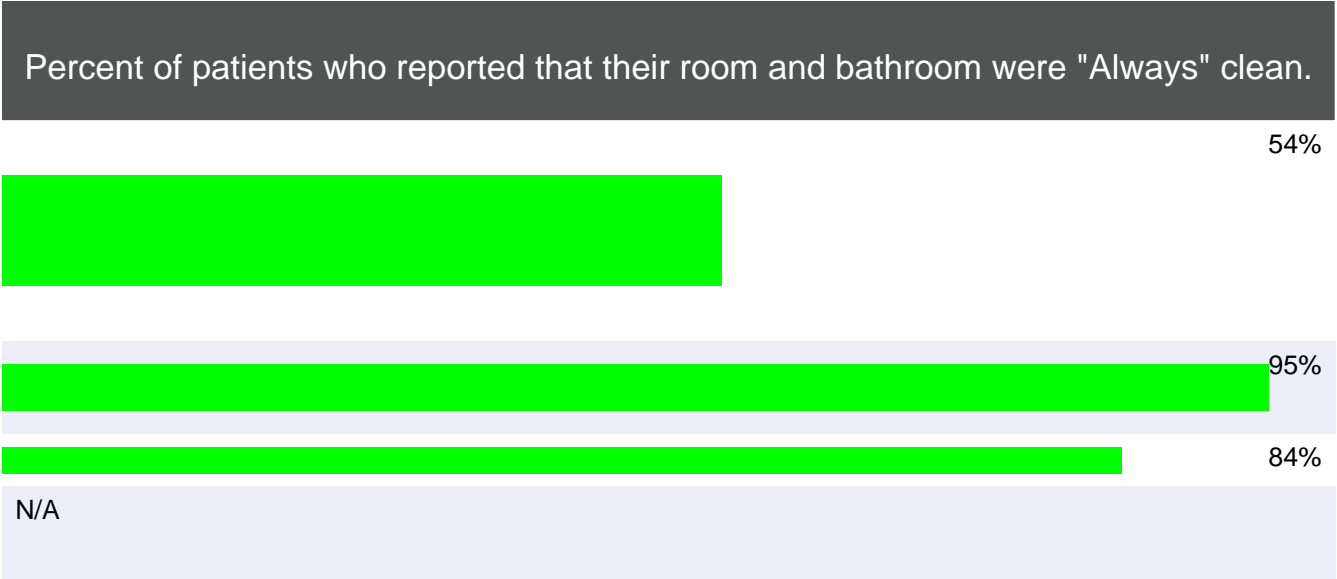 Percent of patients who reported that their room and bathroom were "Always" clean.
54%
95%
84%
N/A